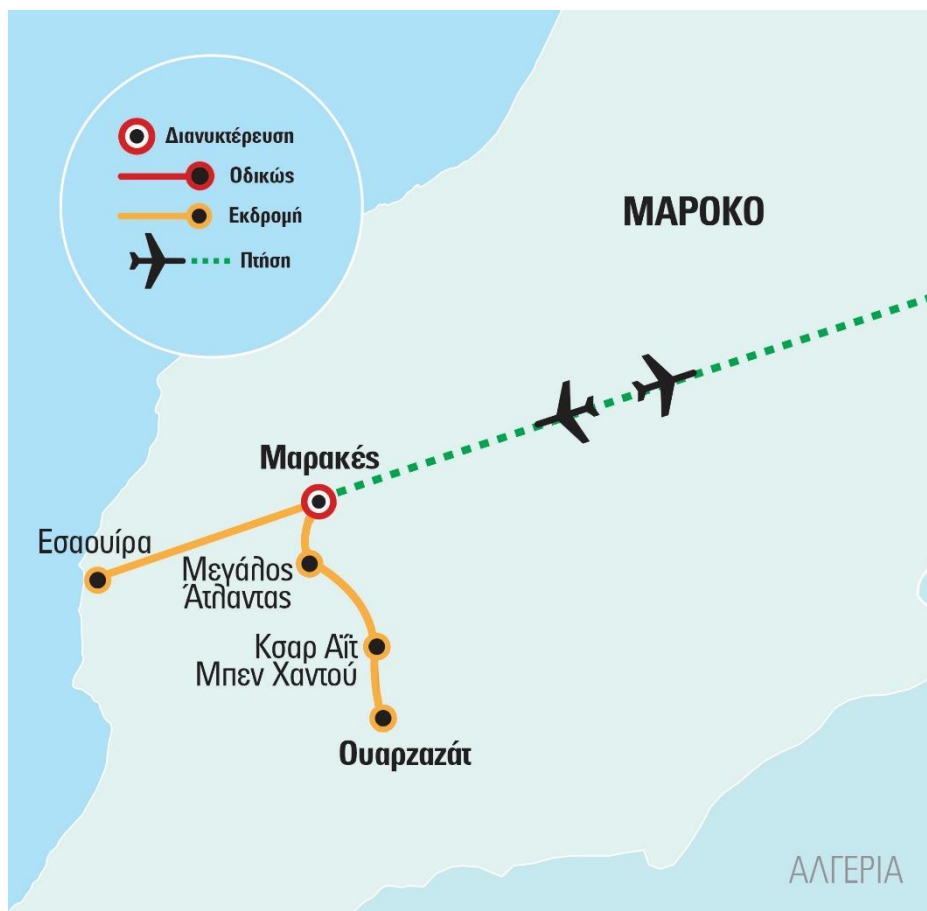 Διανυκτέρευση
Οδικώς
Εκδρομή
Πτήση
ΜΑΡΟΚΟ
Μαρακές
Εσαουίρα
Μεγάλος
Άτλαντας
Κσαρ Αΐτ
Μπεν Χαντού
Ουαρζαζάτ
ΑΛΓΕΡΙΑ